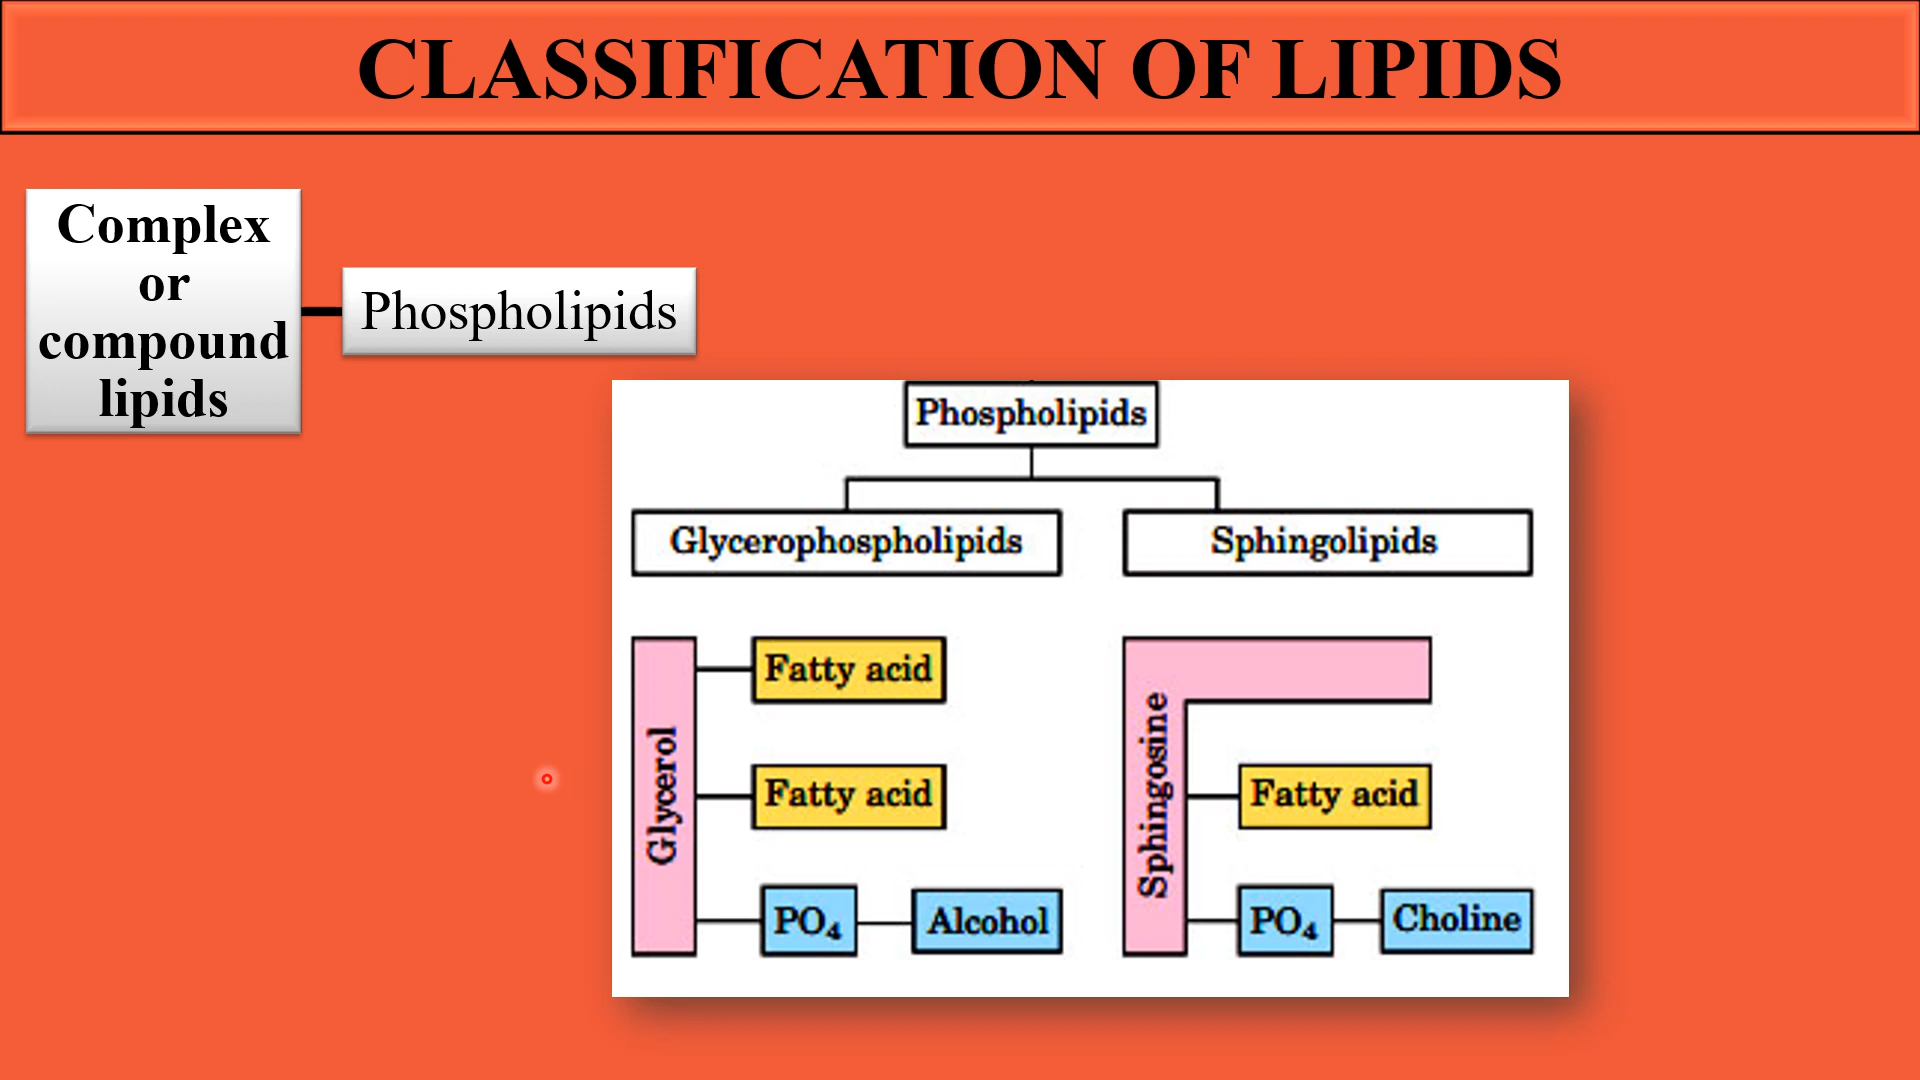 CLASSIFICATION OF LIPIDS
Complex
or
compound
lipids
Phospholipids
Phospholipids
Glycerophospholipids
Sphingolipids
Glycerol
Fatty acid
Fatty acid
PO₄
Alcohol
Sphingosine
Fatty acid
PO₄
Choline